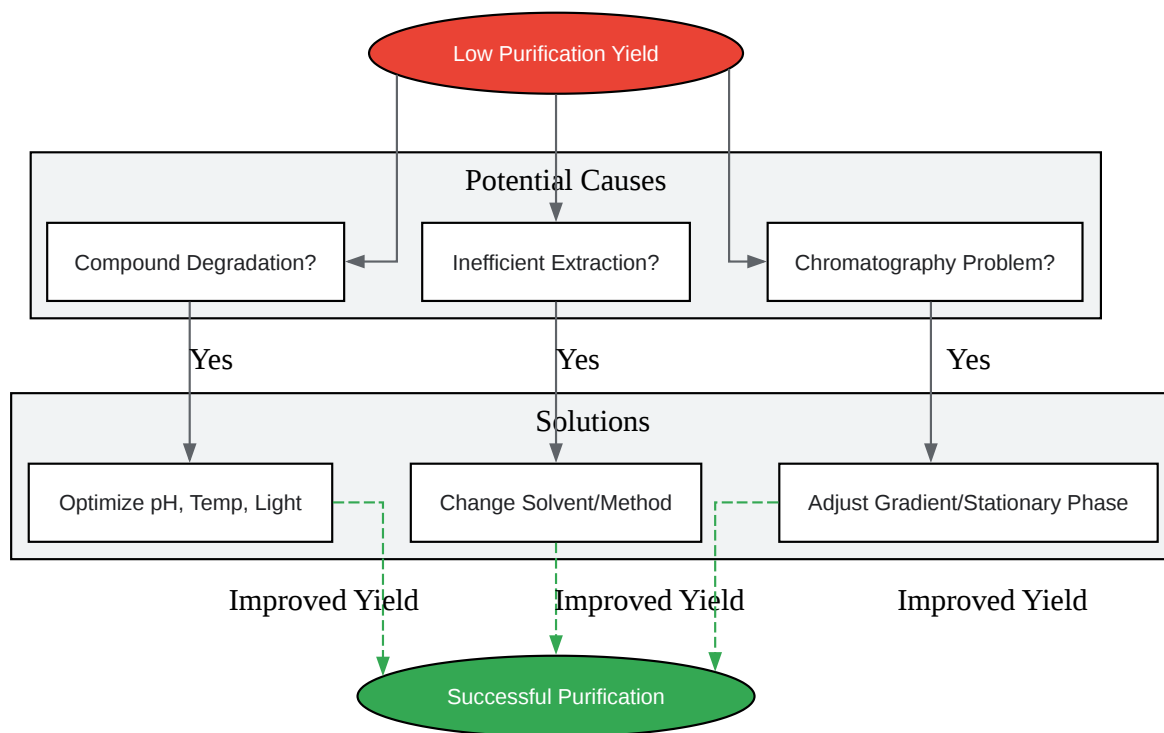 Low Purification Yield
Potential Causes
Compound Degradation?
Inefficient Extraction?
Chromatography Problem?
Yes
Yes
Yes
Solutions
Optimize pH, Temp, Light
Change Solvent/Method
Adjust Gradient/Stationary Phase
Improved Yield
Improved Yield
Improved Yield
Successful Purification